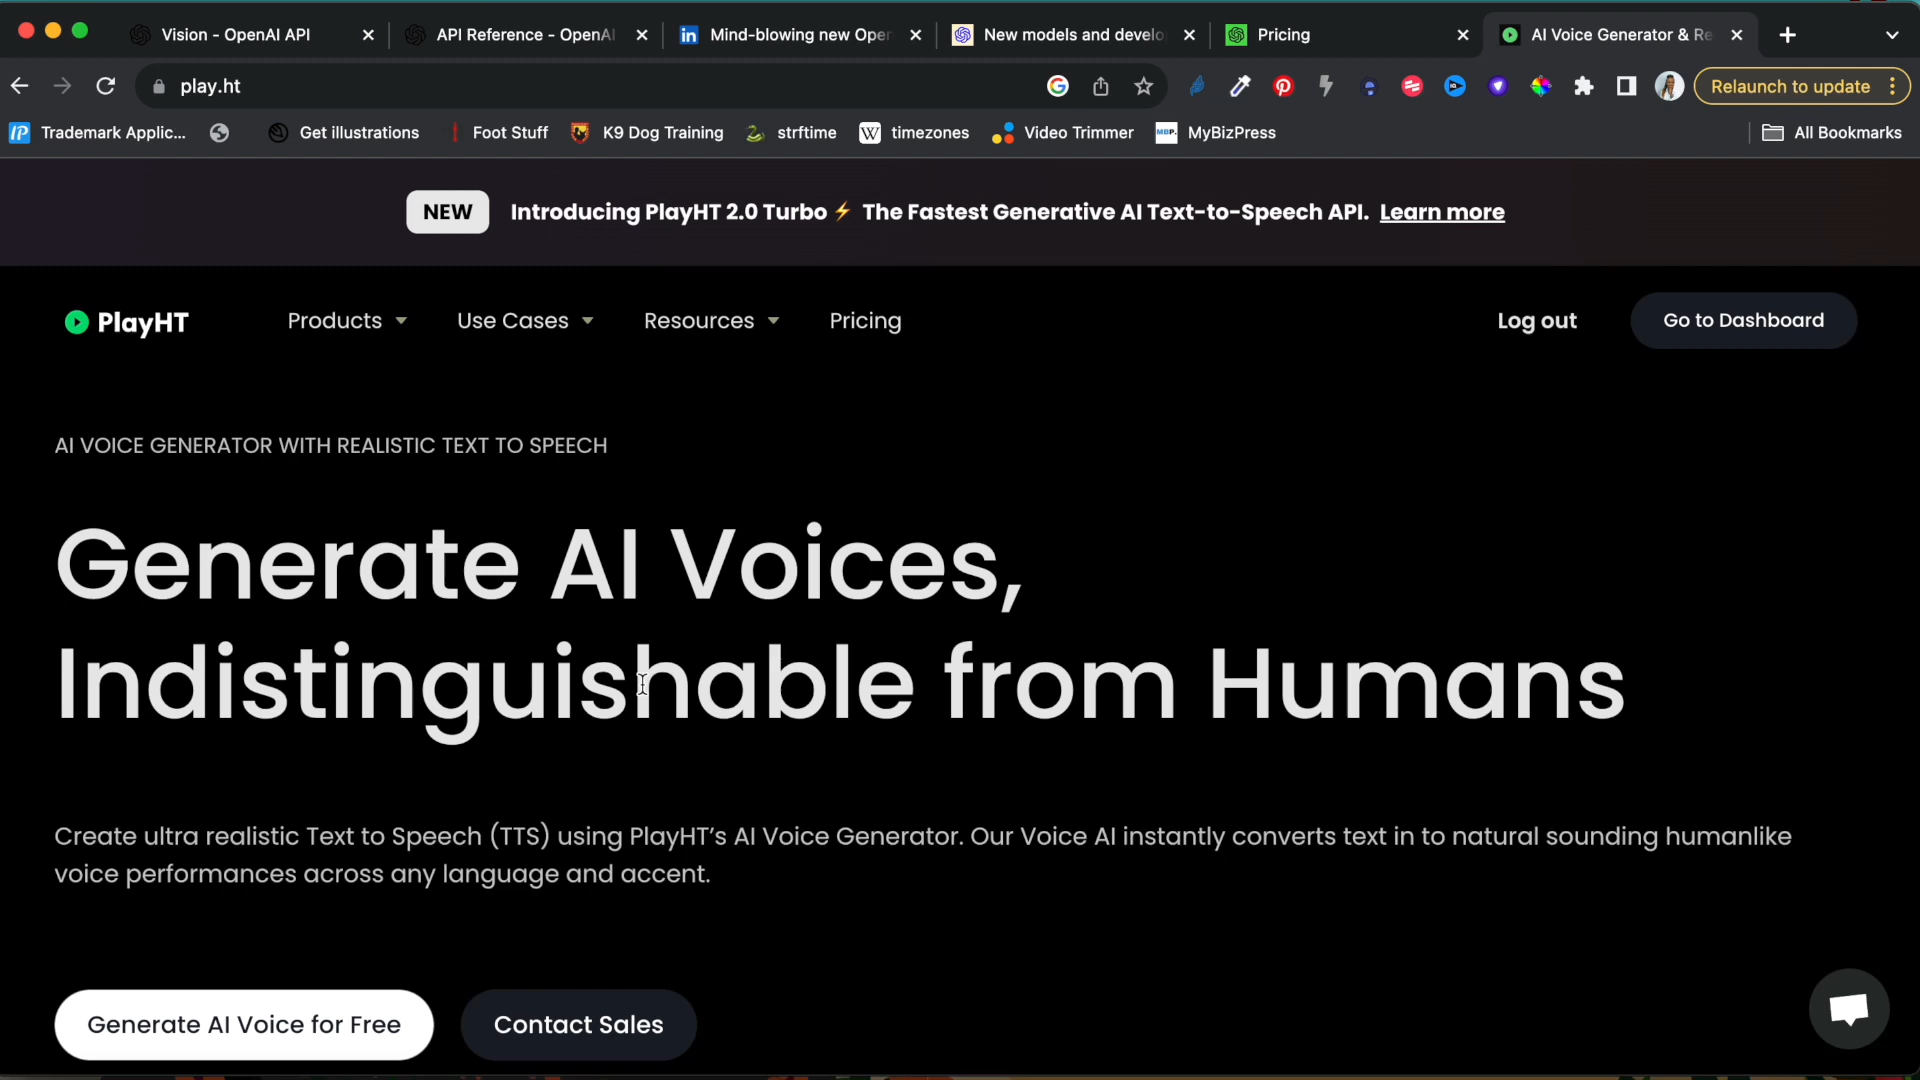 Vision - OpenAI API
API Reference - OpenAI
Mind-blowing new Open
New models and develo
Pricing
AI Voice Generator & Re
play.ht
Relaunch to update
Trademark Applic...
Get illustrations
Foot Stuff
K9 Dog Training
strftime
W
timezones
Video Trimmer
MBP.
MyBizPress
All Bookmarks
NEW
Introducing PlayHT 2.0 Turbo⚡ The Fastest Generative AI Text-to-Speech API. Learn more
PlayHT
Products
Use Cases
Resources
Pricing
Log out
Go to Dashboard
AI VOICE GENERATOR WITH REALISTIC TEXT TO SPEECH
Generate AI Voices,
Indistinguishable from Humans
Create ultra realistic Text to Speech (TTS) using PlayHT's AI Voice Generator. Our Voice AI instantly converts text in to natural sounding humanlike
voice performances across any language and accent.
Generate AI Voice for Free
Contact Sales